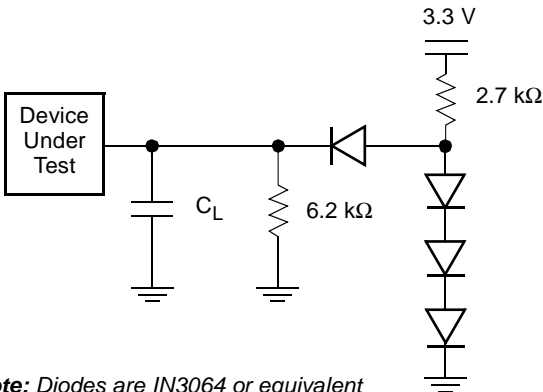 3.3 V
2.7 kΩ
Device
Under
Test
C_L
6.2 kΩ
ote: Diodes are IN3064 or equivalent